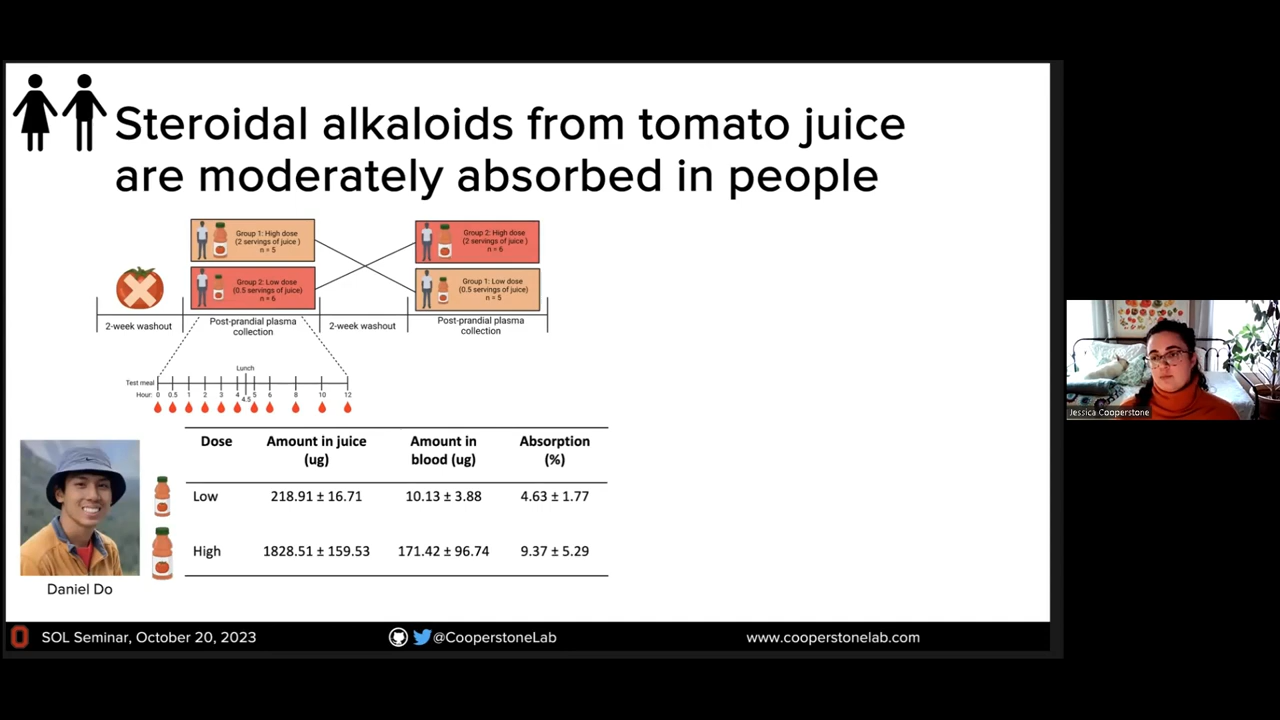 Steroidal alkaloids from tomato juice
are moderately absorbed in people
Group 1: High dose
(2 servings of juice )
n = 5
Group 2: High dose
(2 servings of juice )
n = 6
Group 2: Low dose
(0.5 servings of juice)
n = 6
Group 1: Low dose
(0.5 servings of juice)
n = 5
2-week washout
Post-prandial plasma
collection
2-week washout
Post-prandial plasma
collection
Lunch
Test meal
Hour: 0 0.5 1 2 3 4 4.5 5 6 8 10 12
Dose Amount in juice (ug) Amount in blood (ug) Absorption (%)
Low 218.91 ± 16.71 10.13 ± 3.88 4.63 ± 1.77
High 1828.51 ± 159.53 171.42 ± 96.74 9.37 ± 5.29
Daniel Do
SOL Seminar, October 20, 2023 @CooperstoneLab www.cooperstonelab.com
Jessica Cooperstone